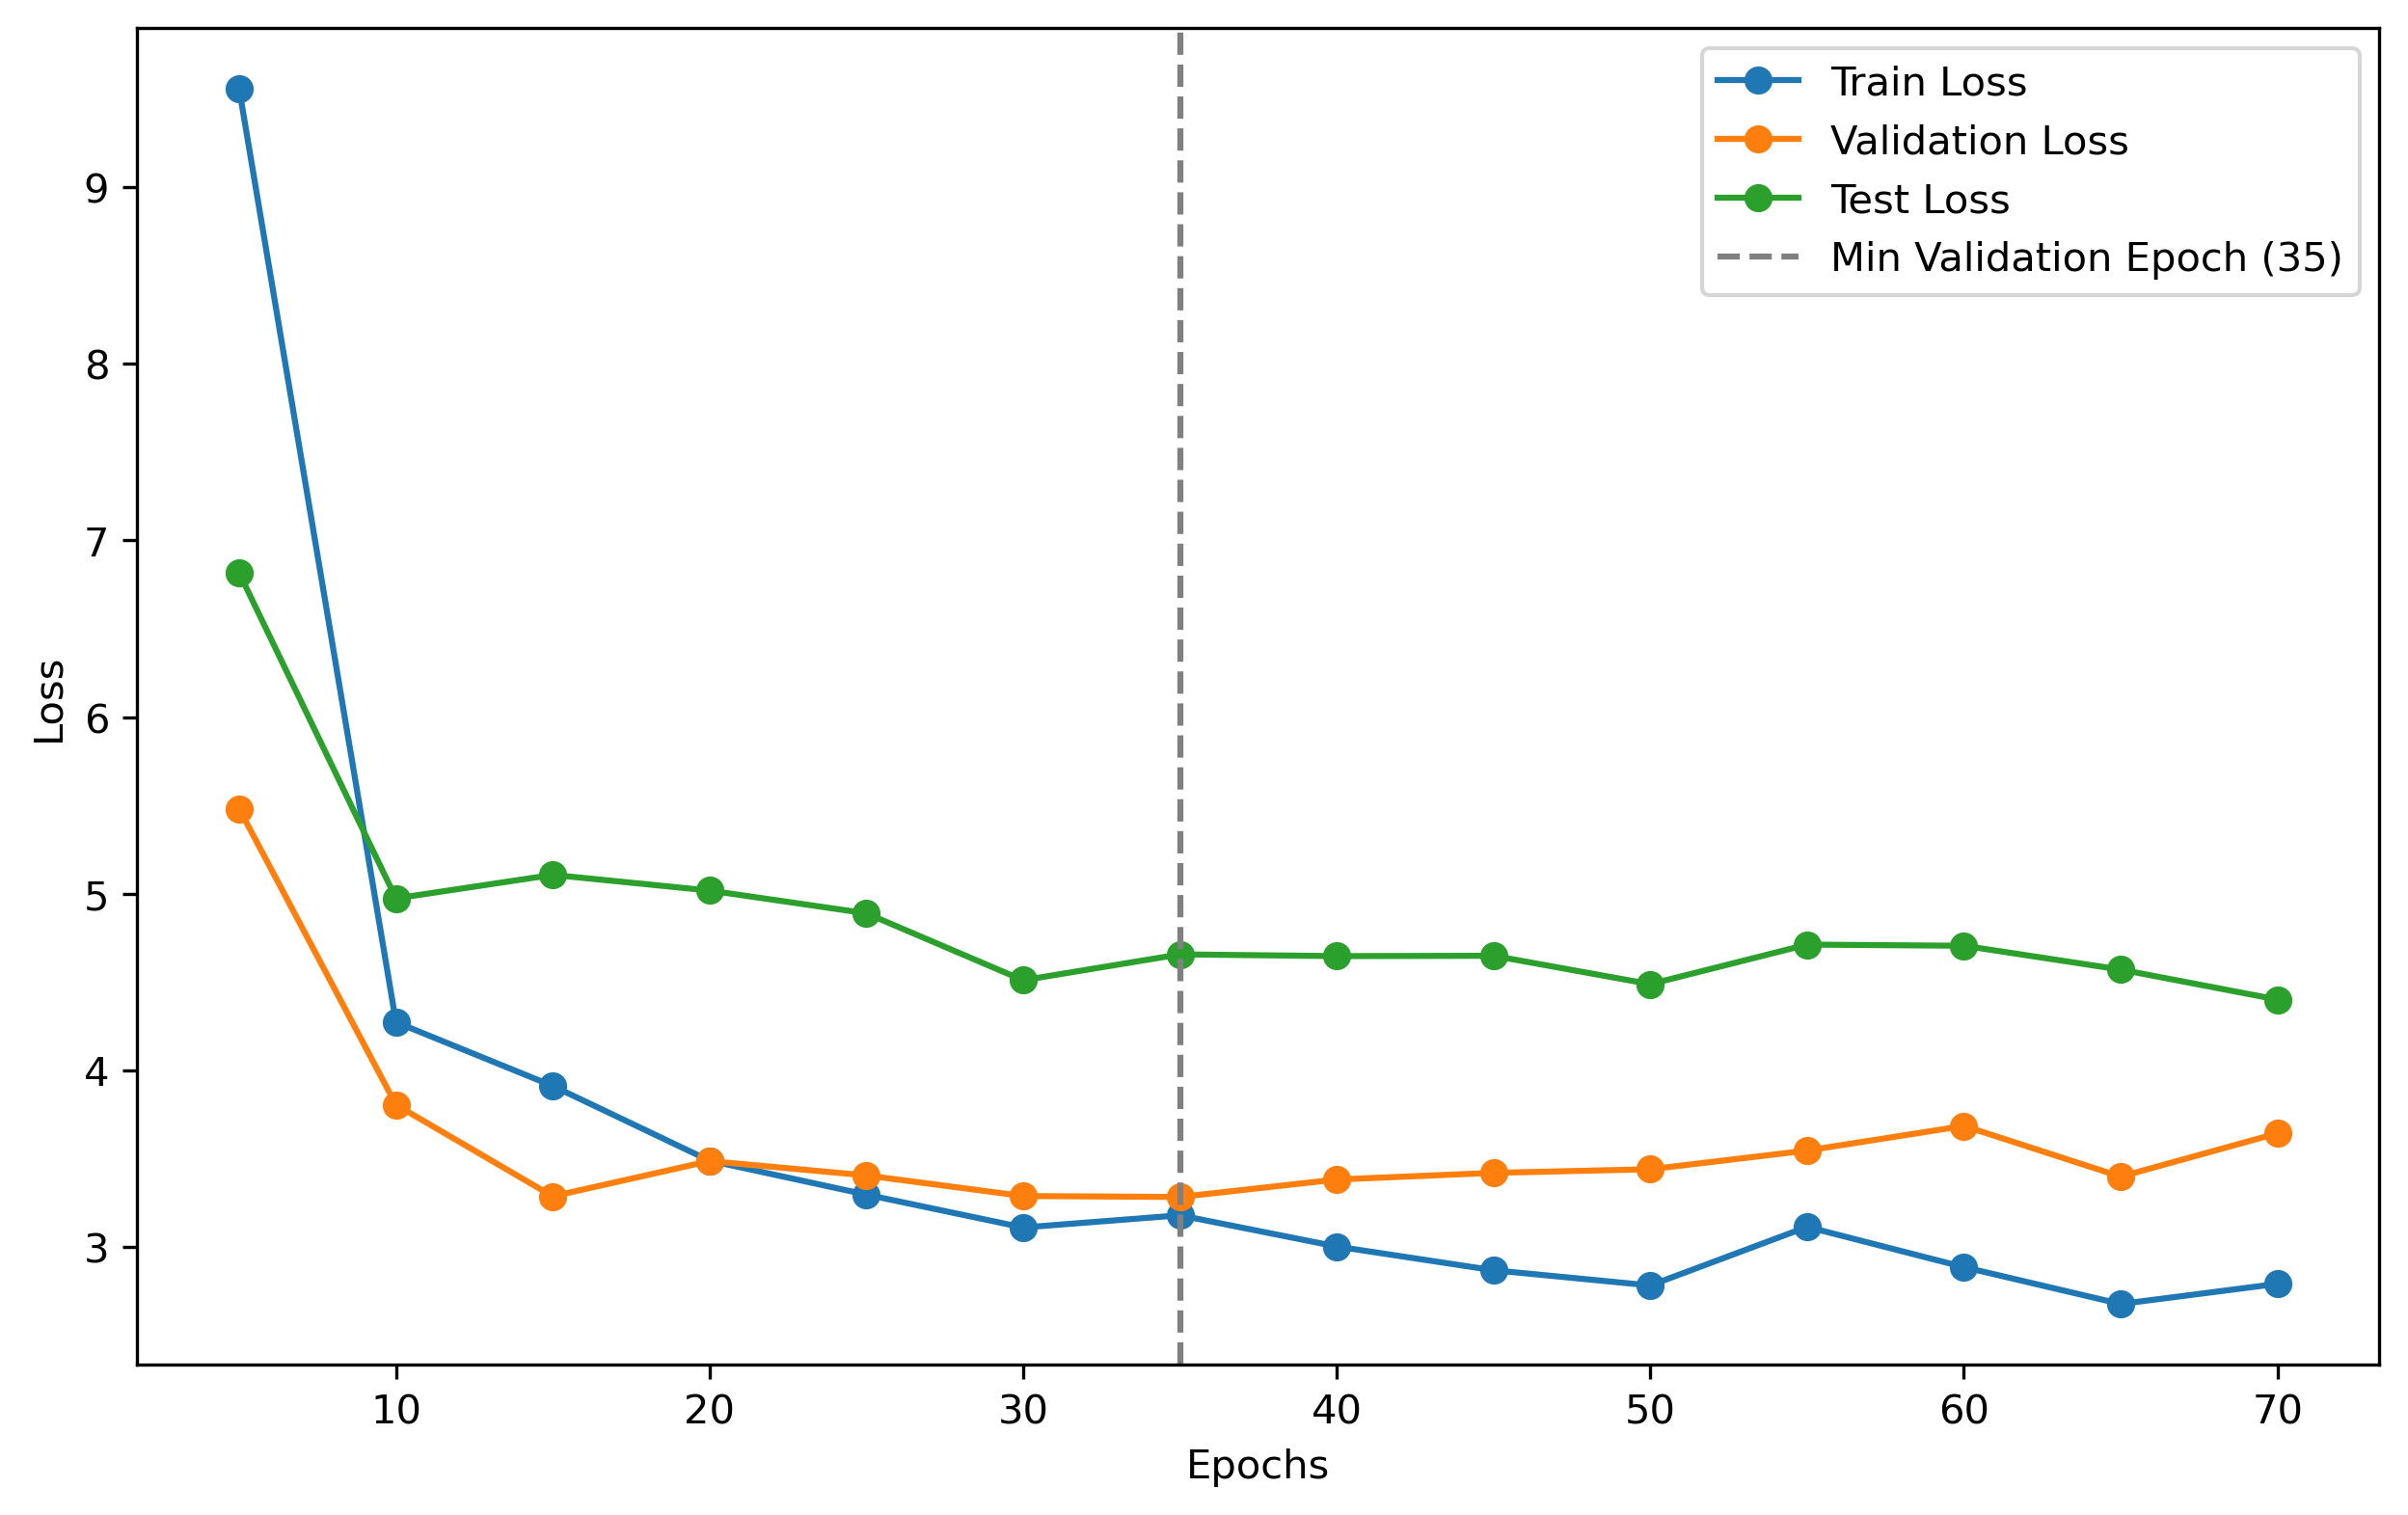 Train Loss
Validation Loss
Test Loss
Min Validation Epoch (35)
9
8
7
6
5
4
3
Loss
10 20 30 40 50 60 70
Epochs